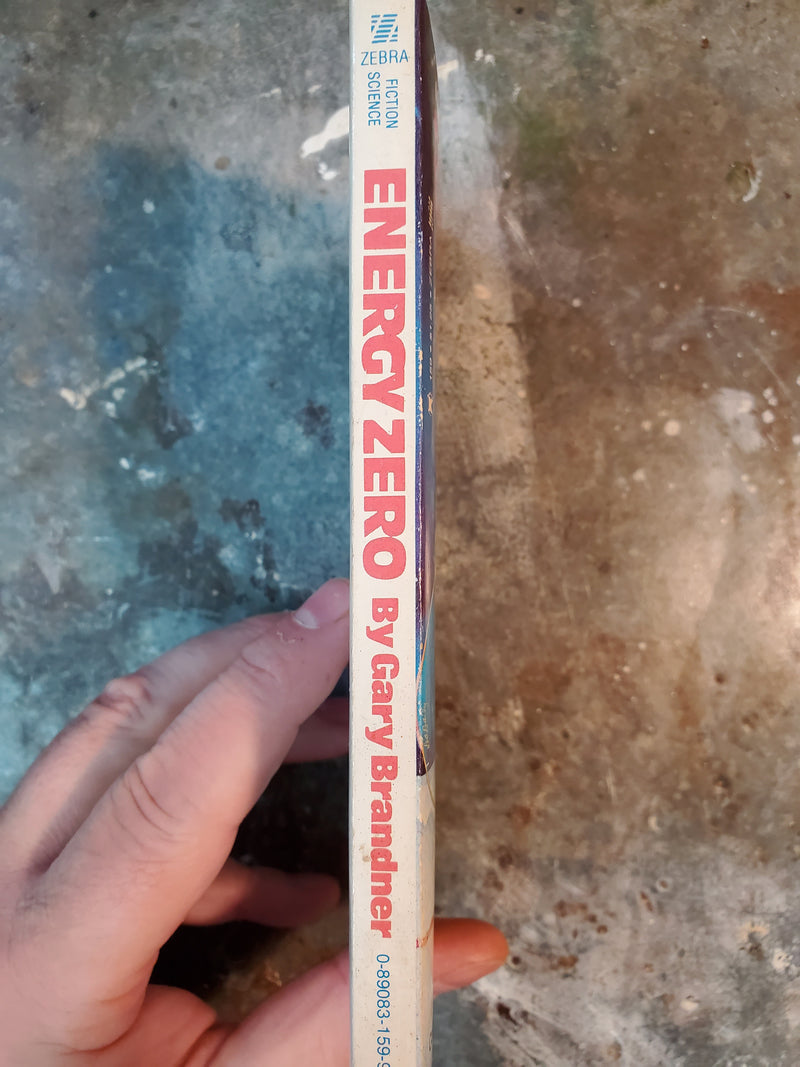 ZEBRA
FICTION
SCIENCE
ENERGY ZERO By Gary Brandner
0-89083-159-9